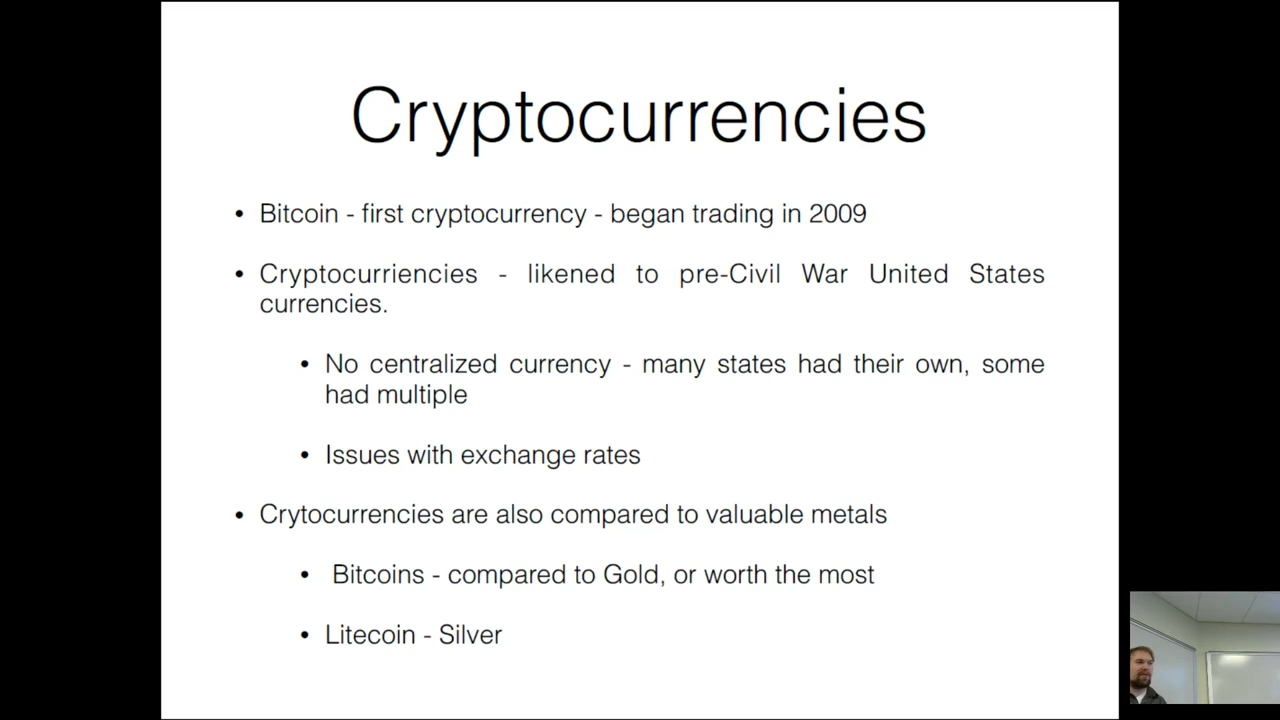 Cryptocurrencies
• Bitcoin - first cryptocurrency - began trading in 2009
• Cryptocurriencies - likened to pre-Civil War United States
currencies.
• No centralized currency - many states had their own, some
had multiple
• Issues with exchange rates
• Crytocurrencies are also compared to valuable metals
• Bitcoins - compared to Gold, or worth the most
• Litecoin - Silver